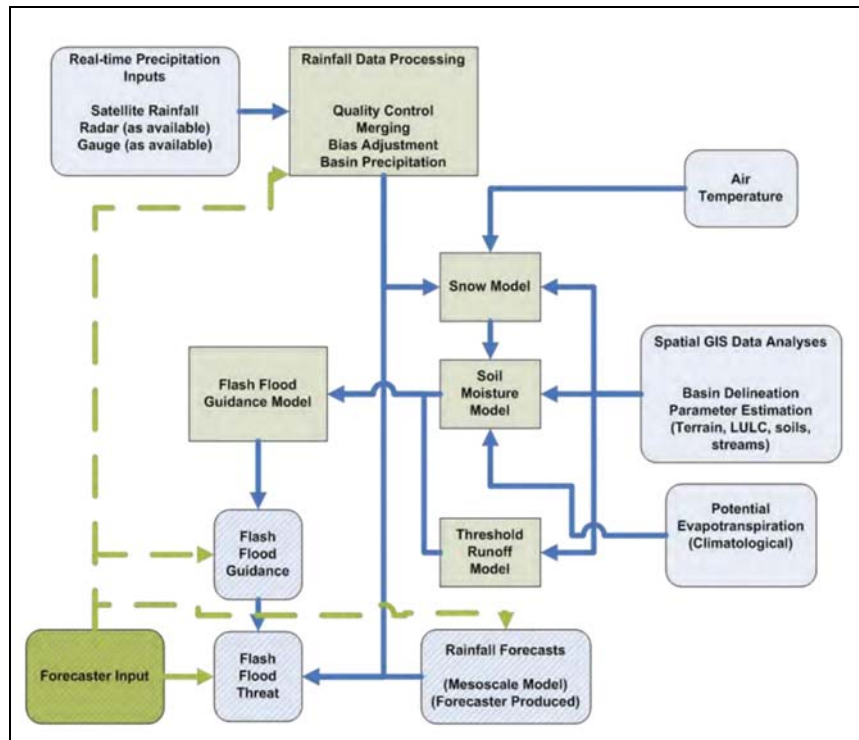 Real-time Precipitation
Inputs
Satellite Rainfall
Radar (as available)
Gauge (as available)
Rainfall Data Processing
Quality Control
Merging
Bias Adjustment
Basin Precipitation
Air
Temperature
Snow Model
Spatial GIS Data Analyses
Basin Delineation
Parameter Estimation
(Terrain, LULC, soils,
streams)
Flash Flood
Guidance Model
Soil
Moisture
Model
Potential
Evapotranspiration
(Climatological)
Threshold
Runoff
Model
Flash
Flood
Guidance
Forecaster Input
Flash
Flood
Threat
Rainfall Forecasts
(Mesoscale Model)
(Forecaster Produced)